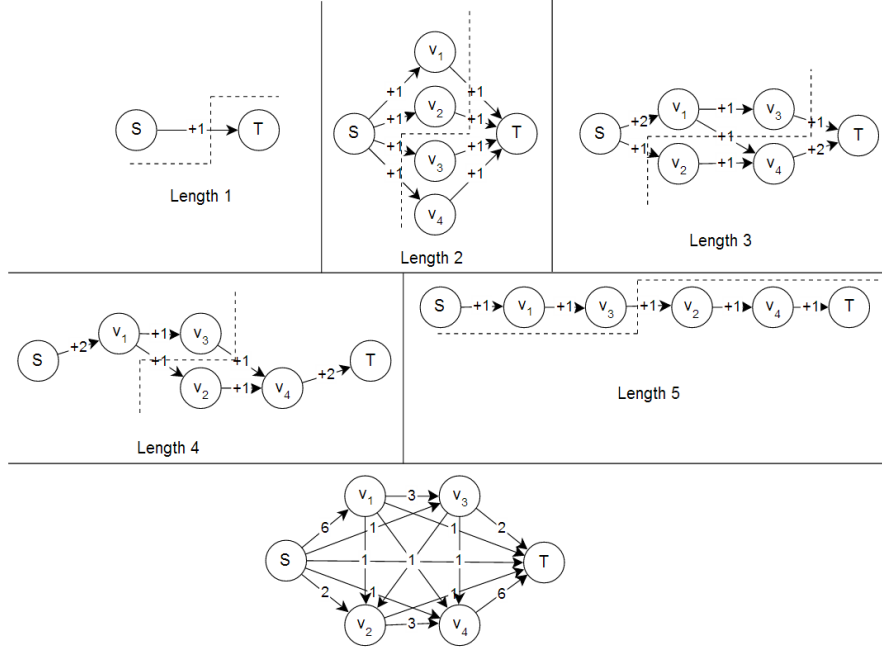 S +1 T
Length 1
v1
+1 +1
v2
+1 +1
S T
+1 +1
v3
+1 +1
v4
Length 2
v1 +1 v3
+2 +1
S +1 T
+1 +2
v2 +1 v4
Length 3
v1 +1 v3
+2
S +1 +1 T
+2
v2 +1 v4
Length 4
S +1 v1 +1 v3 +1 v2 +1 v4 +1 T
Length 5
v1 3 v3
6 1 1 2
S 1 1 1 1 T
2 1 1 6
v2 3 v4